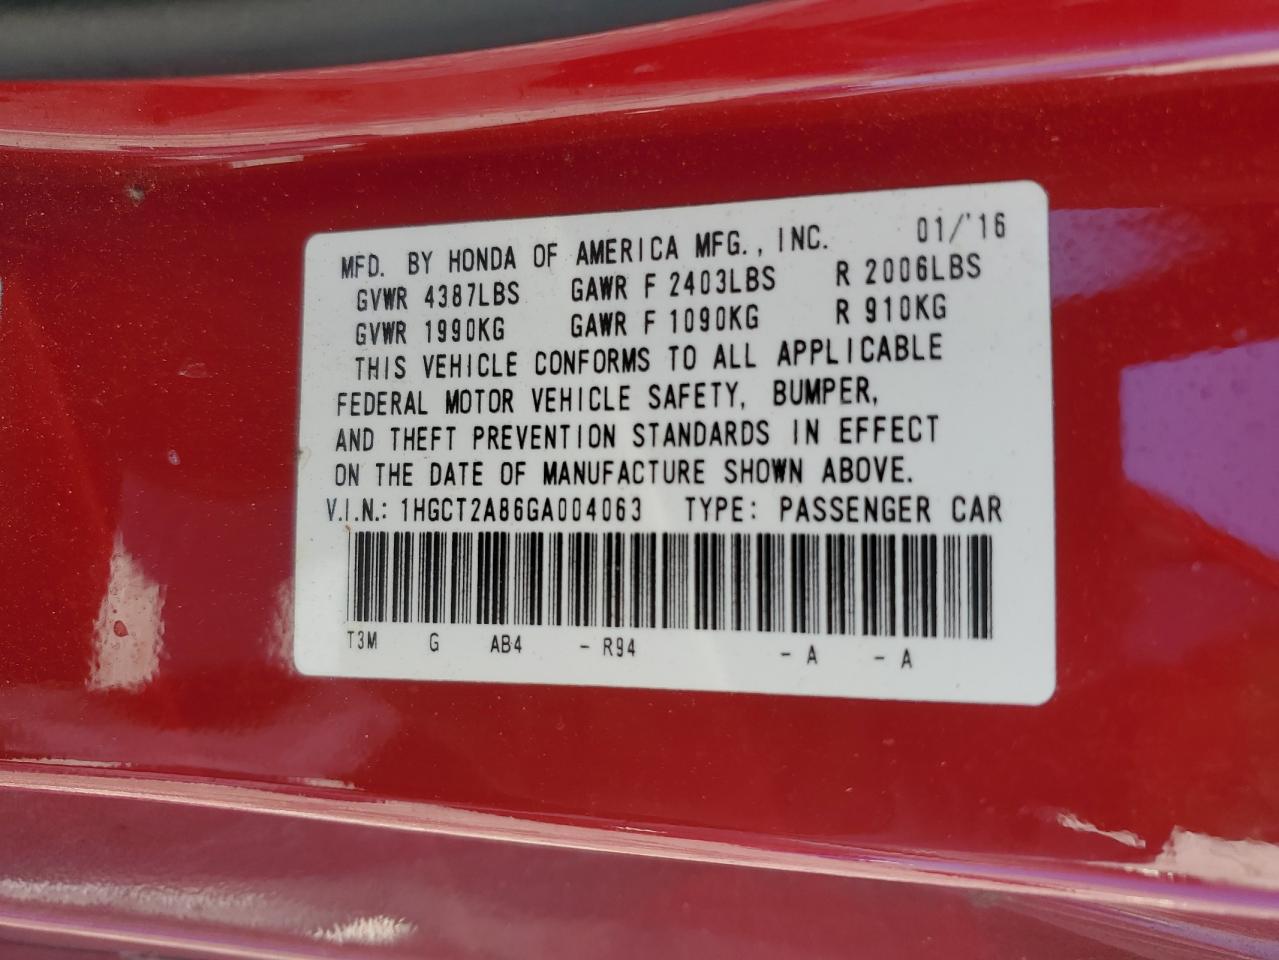 MFD. BY HONDA OF AMERICA MFG., INC. 01/'16
GVWR 4387LBS GAWR F 2403LBS R 2006LBS
GVWR 1990KG GAWR F 1090KG R 910KG
THIS VEHICLE CONFORMS TO ALL APPLICABLE
FEDERAL MOTOR VEHICLE SAFETY, BUMPER,
AND THEFT PREVENTION STANDARDS IN EFFECT
ON THE DATE OF MANUFACTURE SHOWN ABOVE.
V.I.N.: 1HGCT2A86GA004063 TYPE: PASSENGER CAR
T3M G AB4 - R94 - A - A